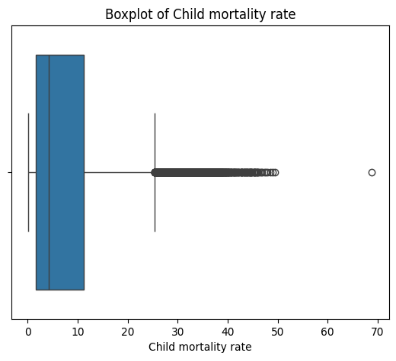 Boxplot of Child mortality rate
0 10 20 30 40 50 60 70
Child mortality rate